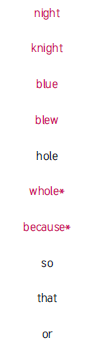 night
knight
blue
blew
hole
whole*
because*
so
that
or